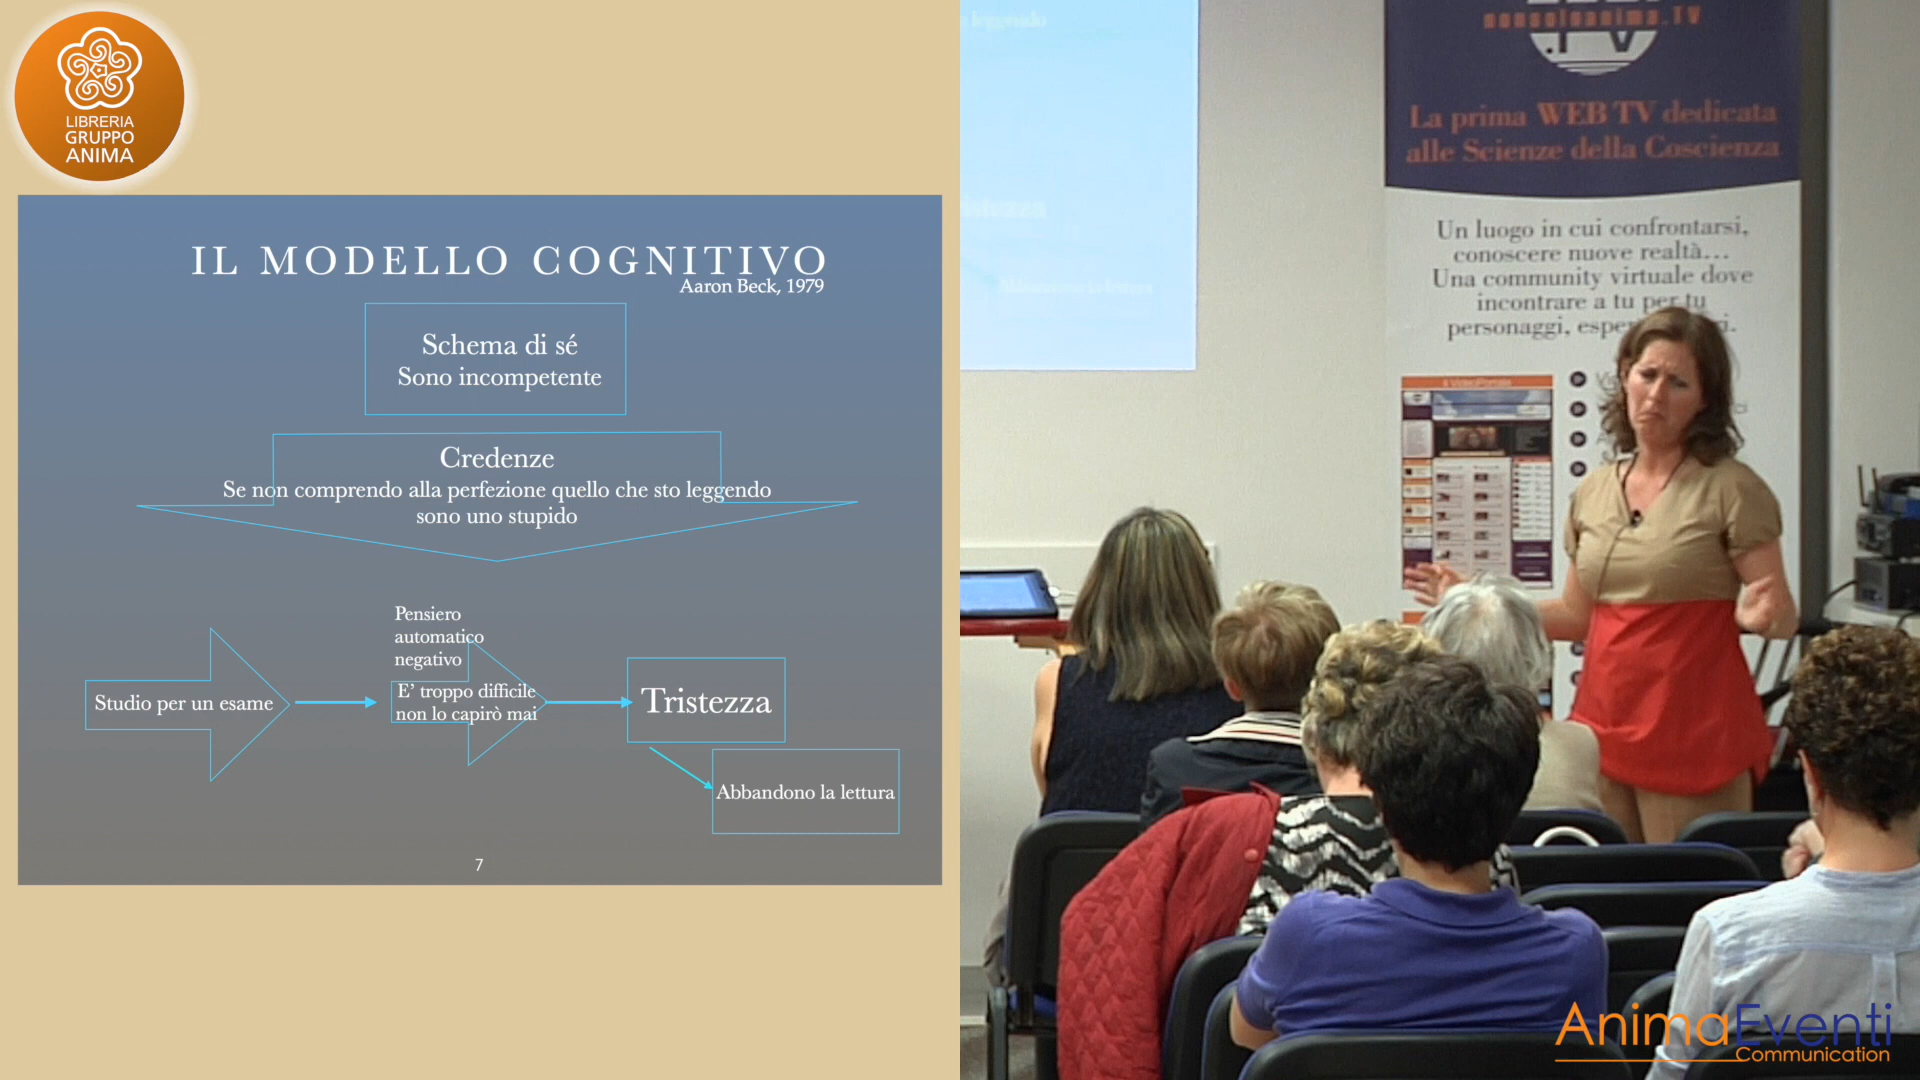 LIBRERIA
GRUPPO
ANIMA
IL MODELLO COGNITIVO
Aaron Beck, 1979
Schema di sé
Sono incompetente
Credenze
Se non comprendo alla perfezione quello che sto leggendo
sono uno stupido
Pensiero
automatico
negativo
Studio per un esame
E' troppo difficile
non lo capirò mai
Tristezza
Abbandono la lettura
7
leggendo
.TV
La prima WEB TV dedicata
alle Scienze della Coscienza
Un luogo in cui confrontarsi,
conoscere nuove realtà...
Una community virtuale dove
incontrare a tu per tu
personaggi,
AnimaEventi
Communication